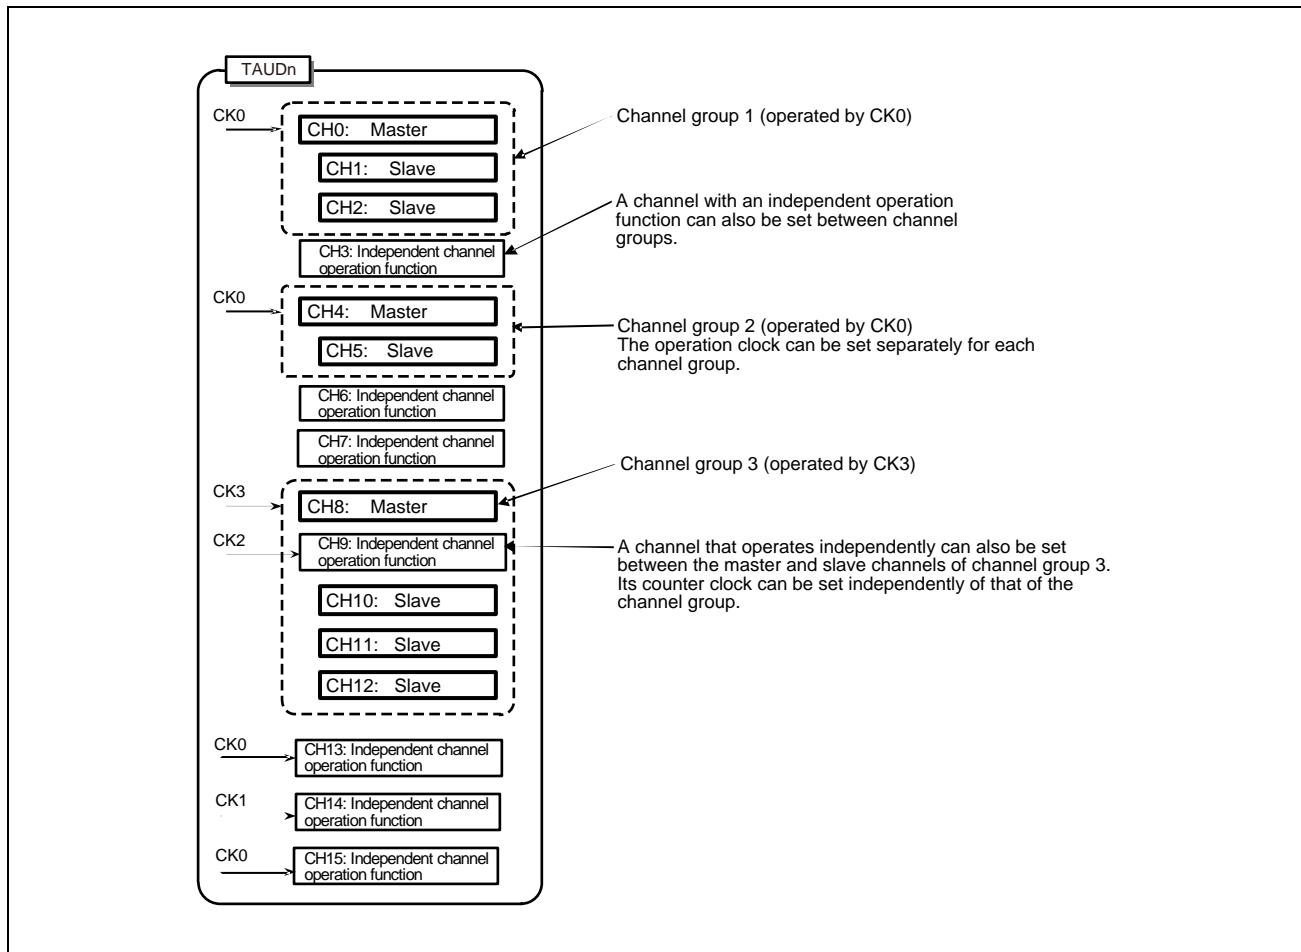 TAUDn
CK0
CH0: Master
CH1: Slave
CH2: Slave
Channel group 1 (operated by CK0)
A channel with an independent operation
function can also be set between channel
groups.
CH3: Independent channel
operation function
CK0
CH4: Master
CH5: Slave
Channel group 2 (operated by CK0)
The operation clock can be set separately for each
channel group.
CH6: Independent channel
operation function
CH7: Independent channel
operation function
Channel group 3 (operated by CK3)
CK3
CH8: Master
CK2
CH9: Independent channel
operation function
A channel that operates independently can also be set
between the master and slave channels of channel group 3.
Its counter clock can be set independently of that of the
channel group.
CH10: Slave
CH11: Slave
CH12: Slave
CK0
CH13: Independent channel
operation function
CK1
CH14: Independent channel
operation function
CK0
CH15: Independent channel
operation function